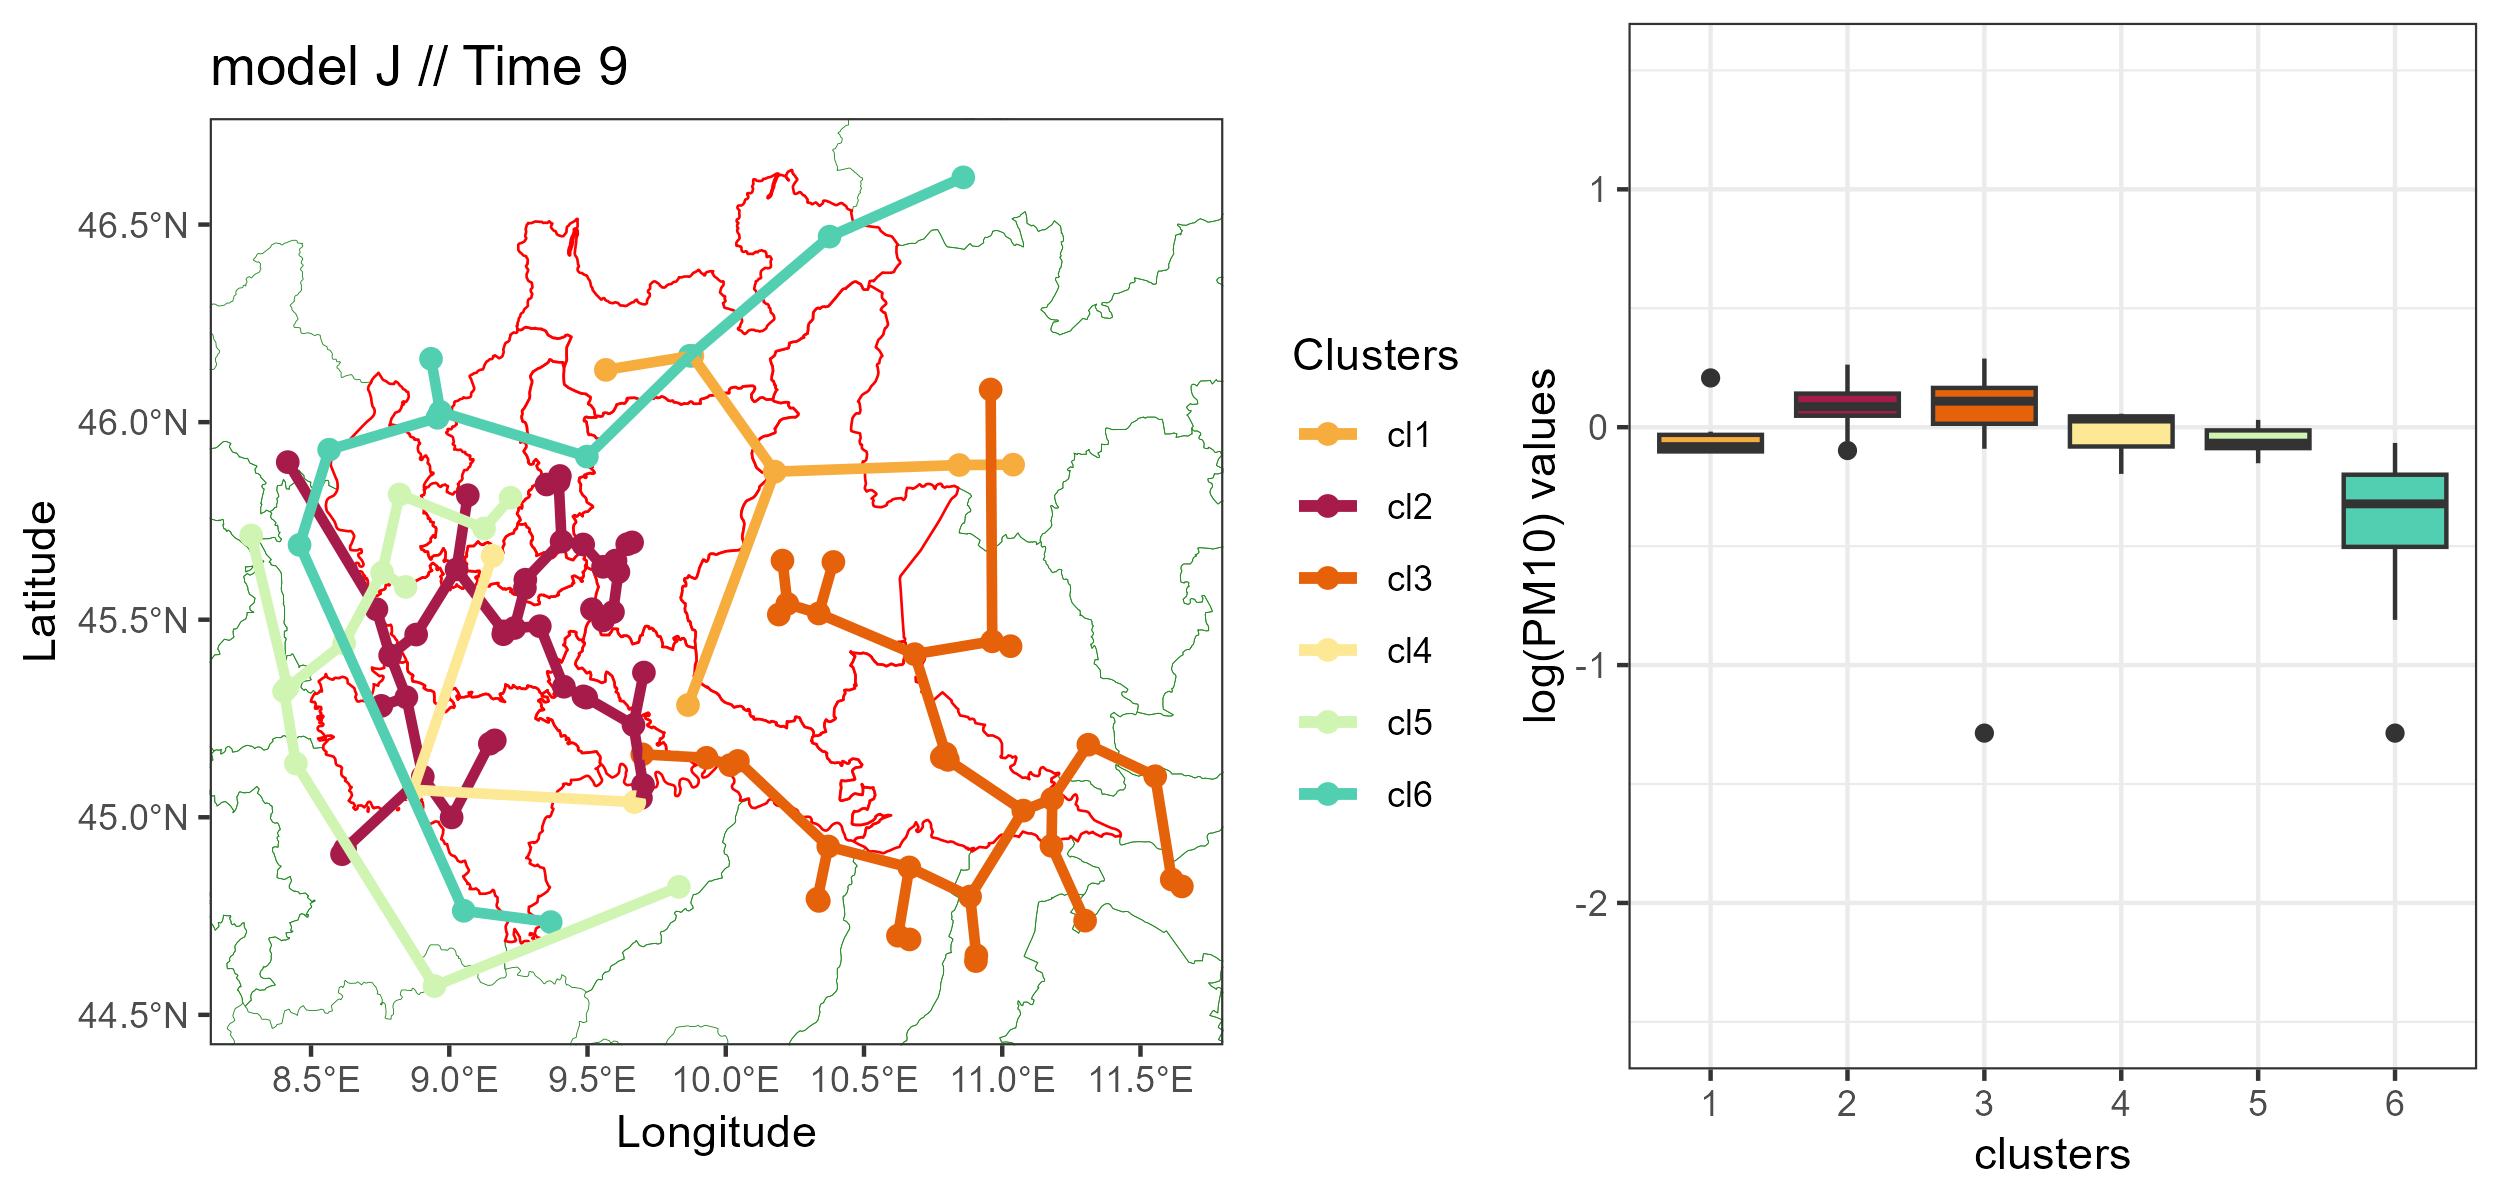 model J // Time 9
46.5°N
46.0°N
45.5°N
45.0°N
44.5°N
Latitude
8.5°E 9.0°E 9.5°E 10.0°E 10.5°E 11.0°E 11.5°E
Longitude
Clusters
cl1
cl2
cl3
cl4
cl5
cl6
log(PM10) values
1
0
-1
-2
1 2 3 4 5 6
clusters